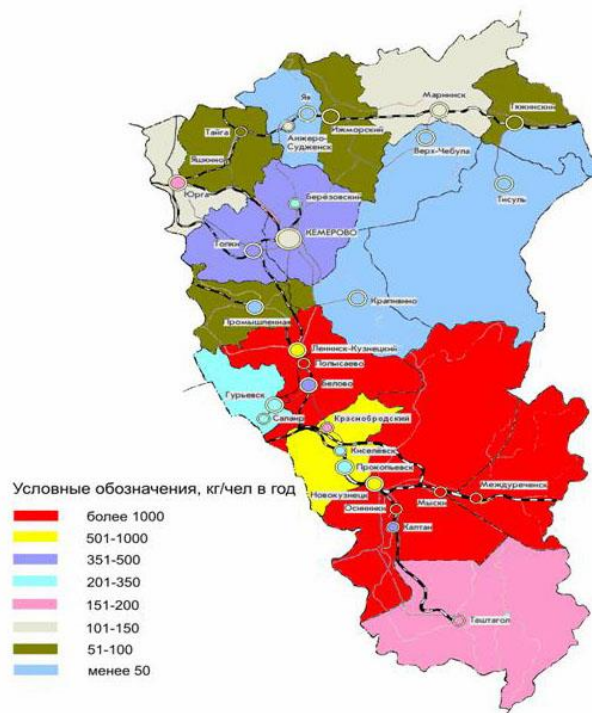 Яя
Мариинск
Тяжинский
Тайга
Ижморский
Анжеро-
Судженск
Верх-Чебула
Яшкино
Тисуль
Юрга
Берёзовский
КЕМЕРОВО
Топки
Крапивино
Промышленная
Ленинск-Кузнецкий
Полысаево
Белово
Гурьевск
Салаир
Краснобродский
Киселёвск
Прокопьевск
Новокузнецк
Междуреченск
Мыски
Осинники
Калтан
Таштагол
Условные обозначения, кг/чел в год
более 1000
501-1000
351-500
201-350
151-200
101-150
51-100
менее 50